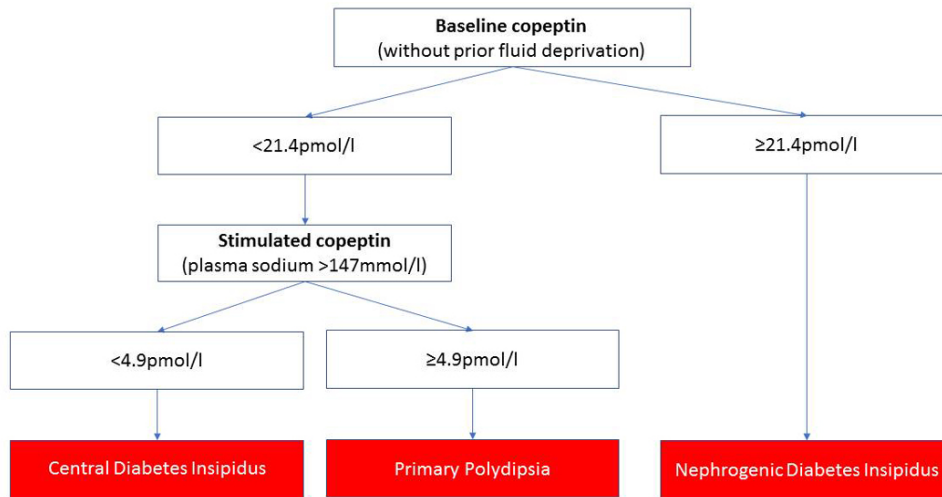 Baseline copeptin
(without prior fluid deprivation)
<21.4pmol/l
≥21.4pmol/l
Stimulated copeptin
(plasma sodium >147mmol/l)
<4.9pmol/l
≥4.9pmol/l
Central Diabetes Insipidus
Primary Polydipsia
Nephrogenic Diabetes Insipidus